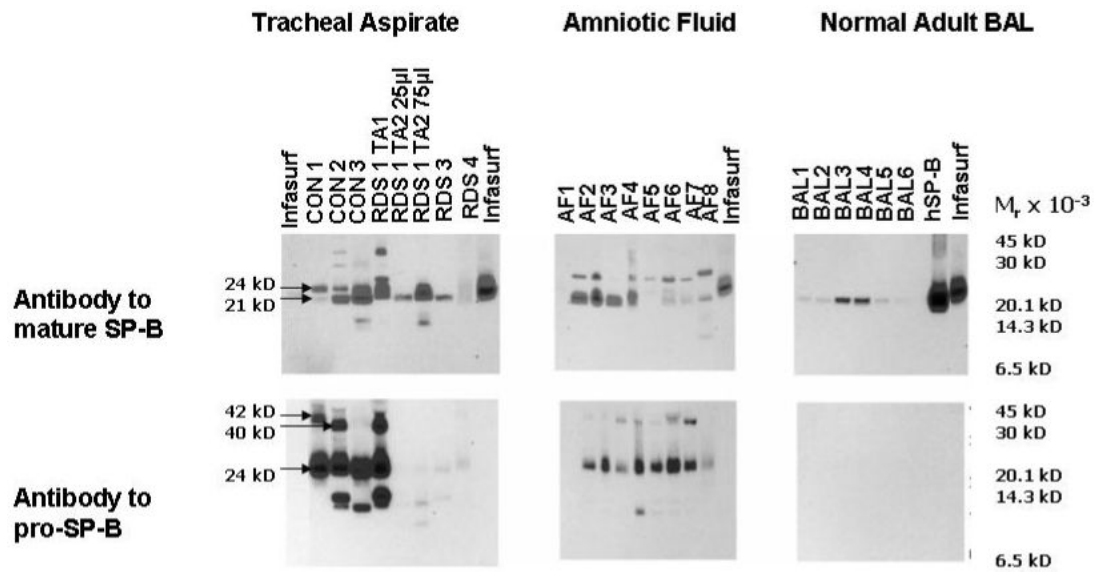 Tracheal Aspirate
Amniotic Fluid
Normal Adult BAL
Infasurf
CON 1
CON 2
CON 3
RDS 1 TA1
RDS 1 TA2 25µl
RDS 1 TA2 75µl
RDS 3
RDS 4
Infasurf
AF1
AF2
AF3
AF4
AF5
AF6
AF7
AF8
Infasurf
BAL1
BAL2
BAL3
BAL4
BAL5
BAL6
hSP-B
Infasurf
Mr x 10⁻³
Antibody to
mature SP-B
24 kD
21 kD
45 kD
30 kD
20.1 kD
14.3 kD
6.5 kD
Antibody to
pro-SP-B
42 kD
40 kD
24 kD
45 kD
30 kD
20.1 kD
14.3 kD
6.5 kD